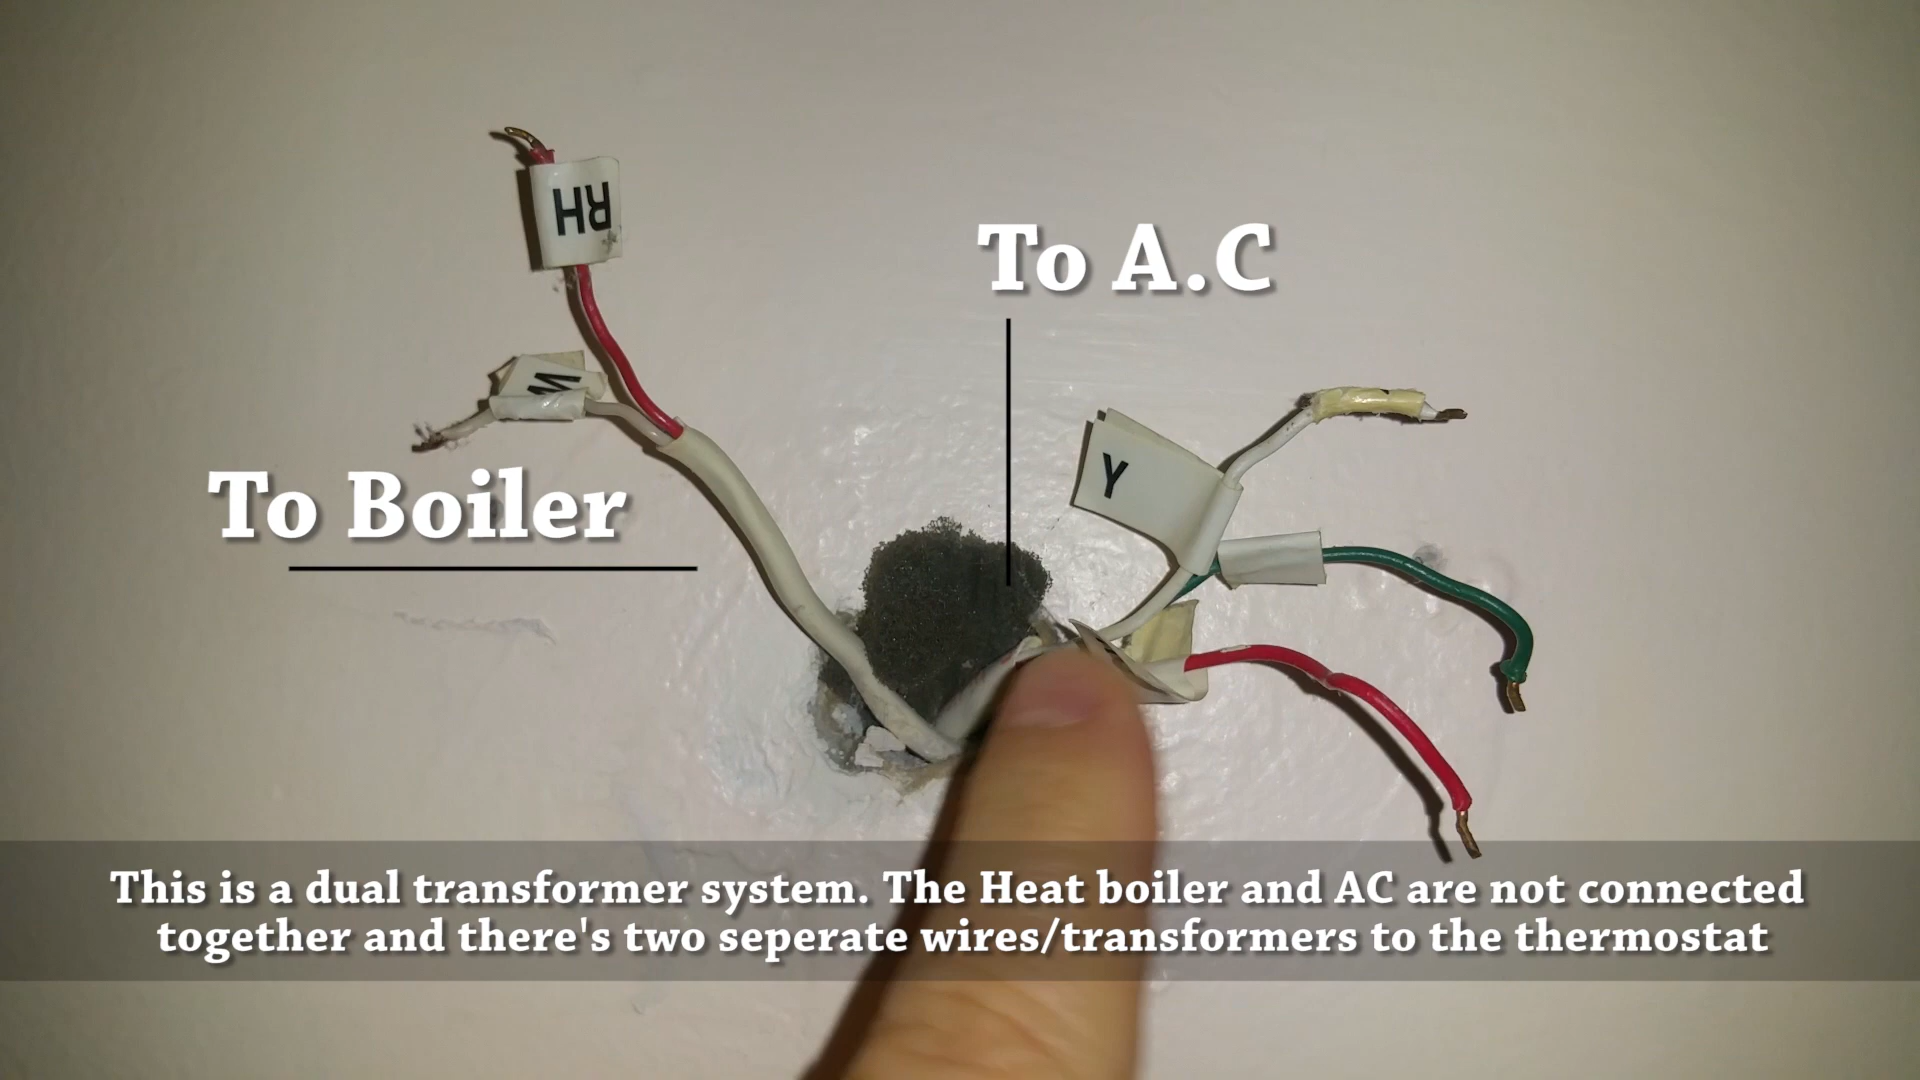 RH
W
To A.C
Y
To Boiler
This is a dual transformer system. The Heat boiler and AC are not connected
together and there's two seperate wires/transformers to the thermostat